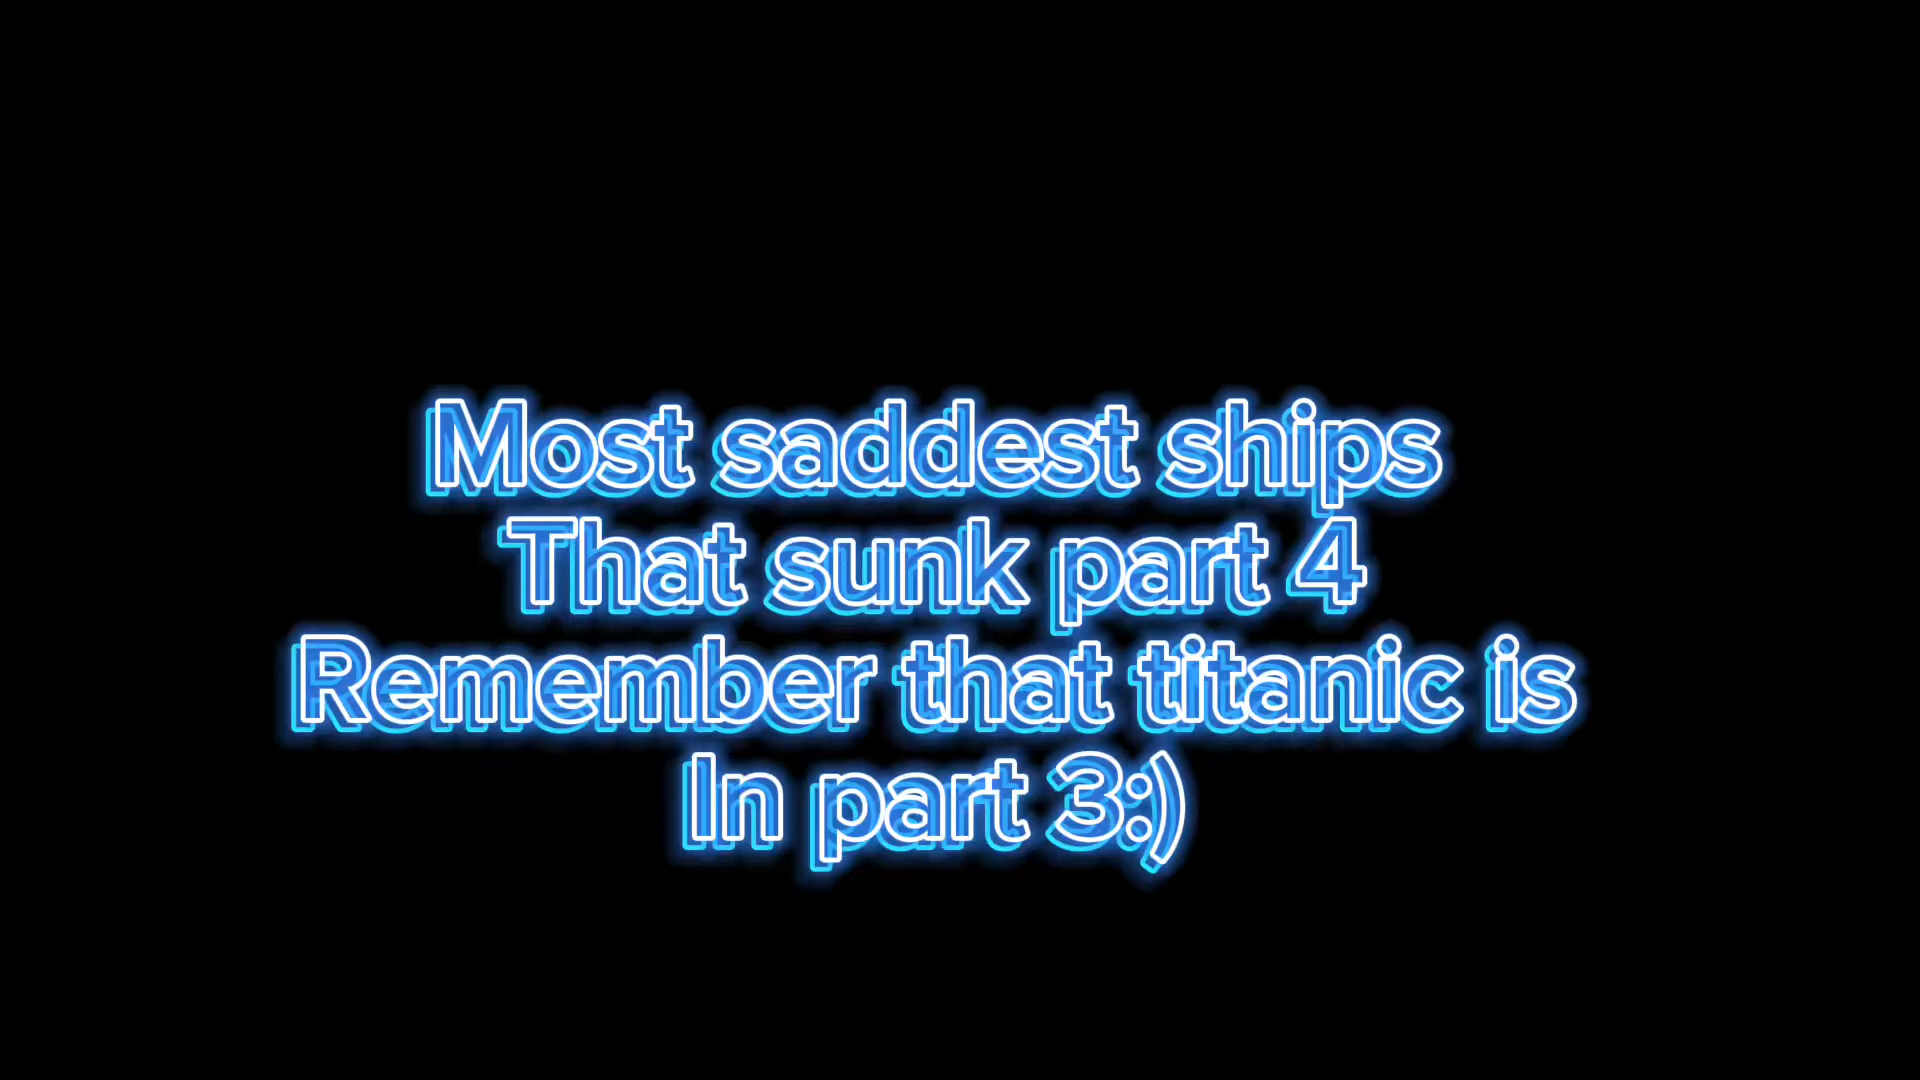 Most saddest ships
That sunk part 4
Remember that titanic is
In part 3:)